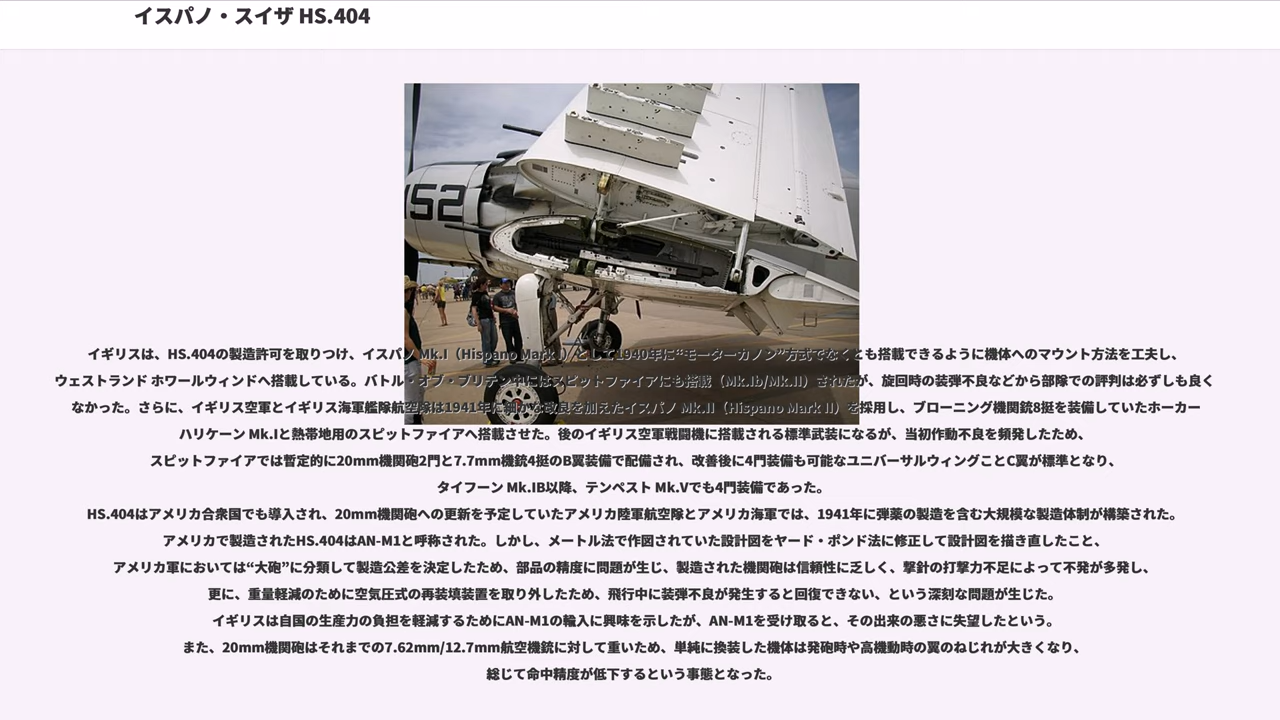 イスパノ・スイザ HS.404
152
イギリスは、HS.404の製造許可を取りつけ、イスパノ Mk.I（Hispano Mark I）として1940年に“モーターカノン”方式でなくとも搭載できるように機体へのマウント方法を工夫し、
ウェストランド ホワールウィンドへ搭載している。バトル・オブ・ブリテン中にはスピットファイアにも搭載（Mk.Ib/Mk.II）されたが、旋回時の装弾不良などから部隊での評判は必ずしも良く
なかった。さらに、イギリス空軍とイギリス海軍艦隊航空隊は1941年に細かな改良を加えたイスパノ Mk.II（Hispano Mark II）を採用し、ブローニング機関銃8挺を装備していたホーカー
ハリケーン Mk.Iと熱帯地用のスピットファイアへ搭載させた。後のイギリス空軍戦闘機に搭載される標準武装になるが、当初作動不良を頻発したため、
スピットファイアでは暫定的に20mm機関砲2門と7.7mm機銃4挺のB翼装備で配備され、改善後に4門装備も可能なユニバーサルウィングことC翼が標準となり、
タイフーン Mk.IB以降、テンペスト Mk.Vでも4門装備であった。
HS.404はアメリカ合衆国でも導入され、20mm機関砲への更新を予定していたアメリカ陸軍航空隊とアメリカ海軍では、1941年に弾薬の製造を含む大規模な製造体制が構築された。
アメリカで製造されたHS.404はAN-M1と呼称された。しかし、メートル法で作図されていた設計図をヤード・ポンド法に修正して設計図を描き直したこと、
アメリカ軍においては“大砲”に分類して製造公差を決定したため、部品の精度に問題が生じ、製造された機関砲は信頼性に乏しく、撃針の打撃力不足によって不発が多発し、
更に、重量軽減のために空気圧式の再装填装置を取り外したため、飛行中に装弾不良が発生すると回復できない、という深刻な問題が生じた。
イギリスは自国の生産力の負担を軽減するためにAN-M1の輸入に興味を示したが、AN-M1を受け取ると、その出来の悪さに失望したという。
また、20mm機関砲はそれまでの7.62mm/12.7mm航空機銃に対して重いため、単純に換装した機体は発砲時や高機動時の翼のねじれが大きくなり、
総じて命中精度が低下するという事態となった。